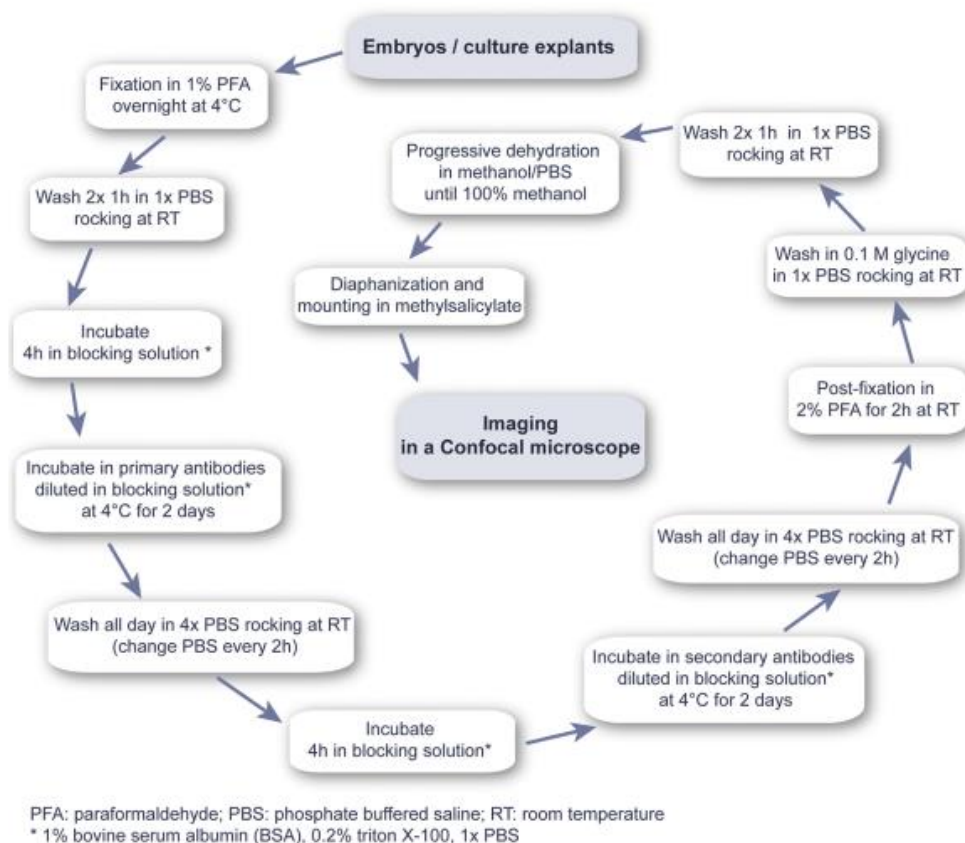 Embryos / culture explants
Fixation in 1% PFA
overnight at 4°C
Wash 2x 1h in 1x PBS
rocking at RT
Incubate
4h in blocking solution *
Incubate in primary antibodies
diluted in blocking solution*
at 4°C for 2 days
Wash all day in 4x PBS rocking at RT
(change PBS every 2h)
Incubate
4h in blocking solution*
Incubate in secondary antibodies
diluted in blocking solution*
at 4°C for 2 days
Wash all day in 4x PBS rocking at RT
(change PBS every 2h)
Post-fixation in
2% PFA for 2h at RT
Wash in 0.1 M glycine
in 1x PBS rocking at RT
Wash 2x 1h in 1x PBS
rocking at RT
Progressive dehydration
in methanol/PBS
until 100% methanol
Diaphanization and
mounting in methylsalicylate
Imaging
in a Confocal microscope
PFA: paraformaldehyde; PBS: phosphate buffered saline; RT: room temperature
* 1% bovine serum albumin (BSA), 0.2% triton X-100, 1x PBS